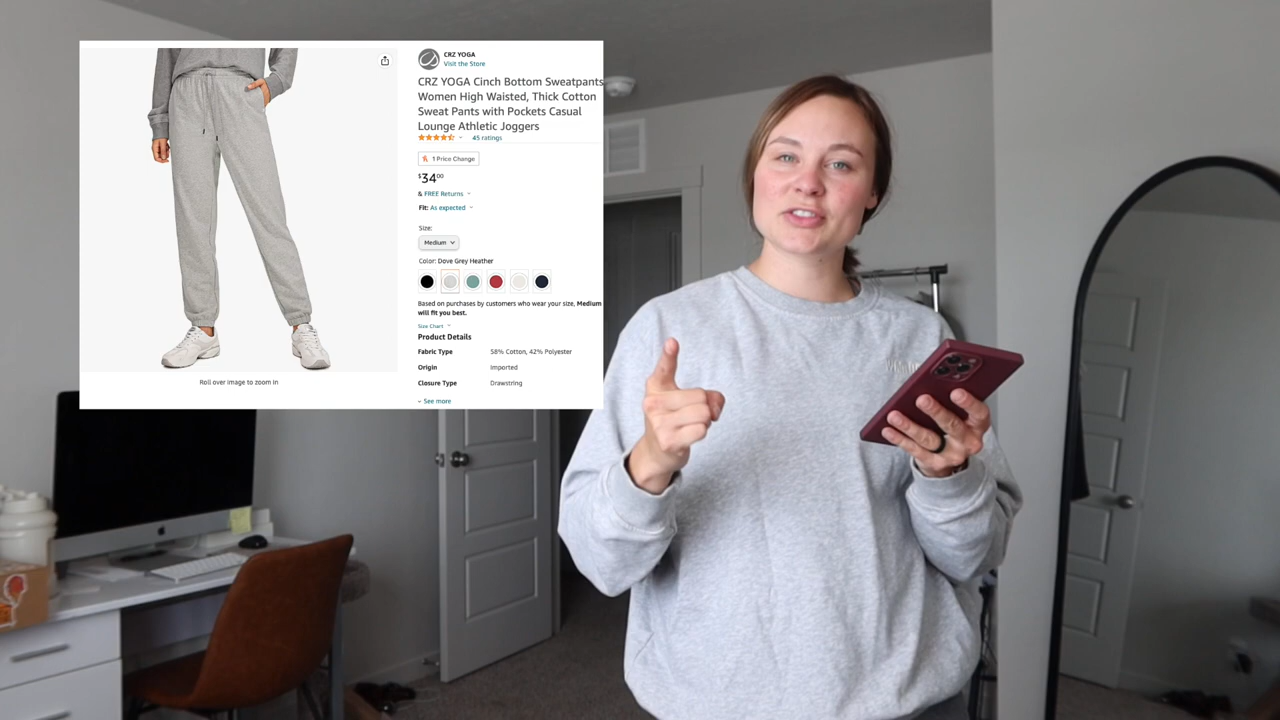 CRZ YOGA
Visit the Store
CRZ YOGA Cinch Bottom Sweatpants
Women High Waisted, Thick Cotton
Sweat Pants with Pockets Casual
Lounge Athletic Joggers
45 ratings
1 Price Change
$3400
& FREE Returns
Fit: As expected
Size:
Medium
Color: Dove Grey Heather
Based on purchases by customers who wear your size, Medium
will fit you best.
Size Chart
Product Details
Fabric Type 58% Cotton, 42% Polyester
Origin Imported
Closure Type Drawstring
See more
Roll over image to zoom in